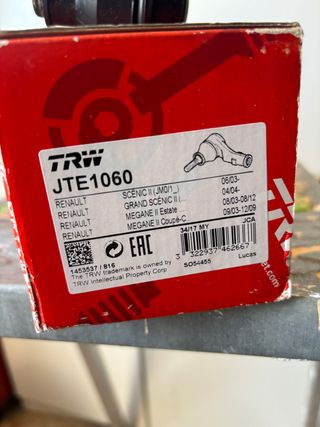 TRW
JTE1060
RENAULT SCENIC II (JM0/1_) 06/03-
RENAULT GRAND SCENIC II (_ 04/04-
RENAULT MEGANE II Estate 08/03-08/12
RENAULT MEGANE II Coupé-C 09/03-12/09
34/17 MY JCA
EAC
3 322937 462667
1453537 / 816
SO54455 Lucas
The TRW trademark is owned by
TRW Intellectual Property Corp
TRW